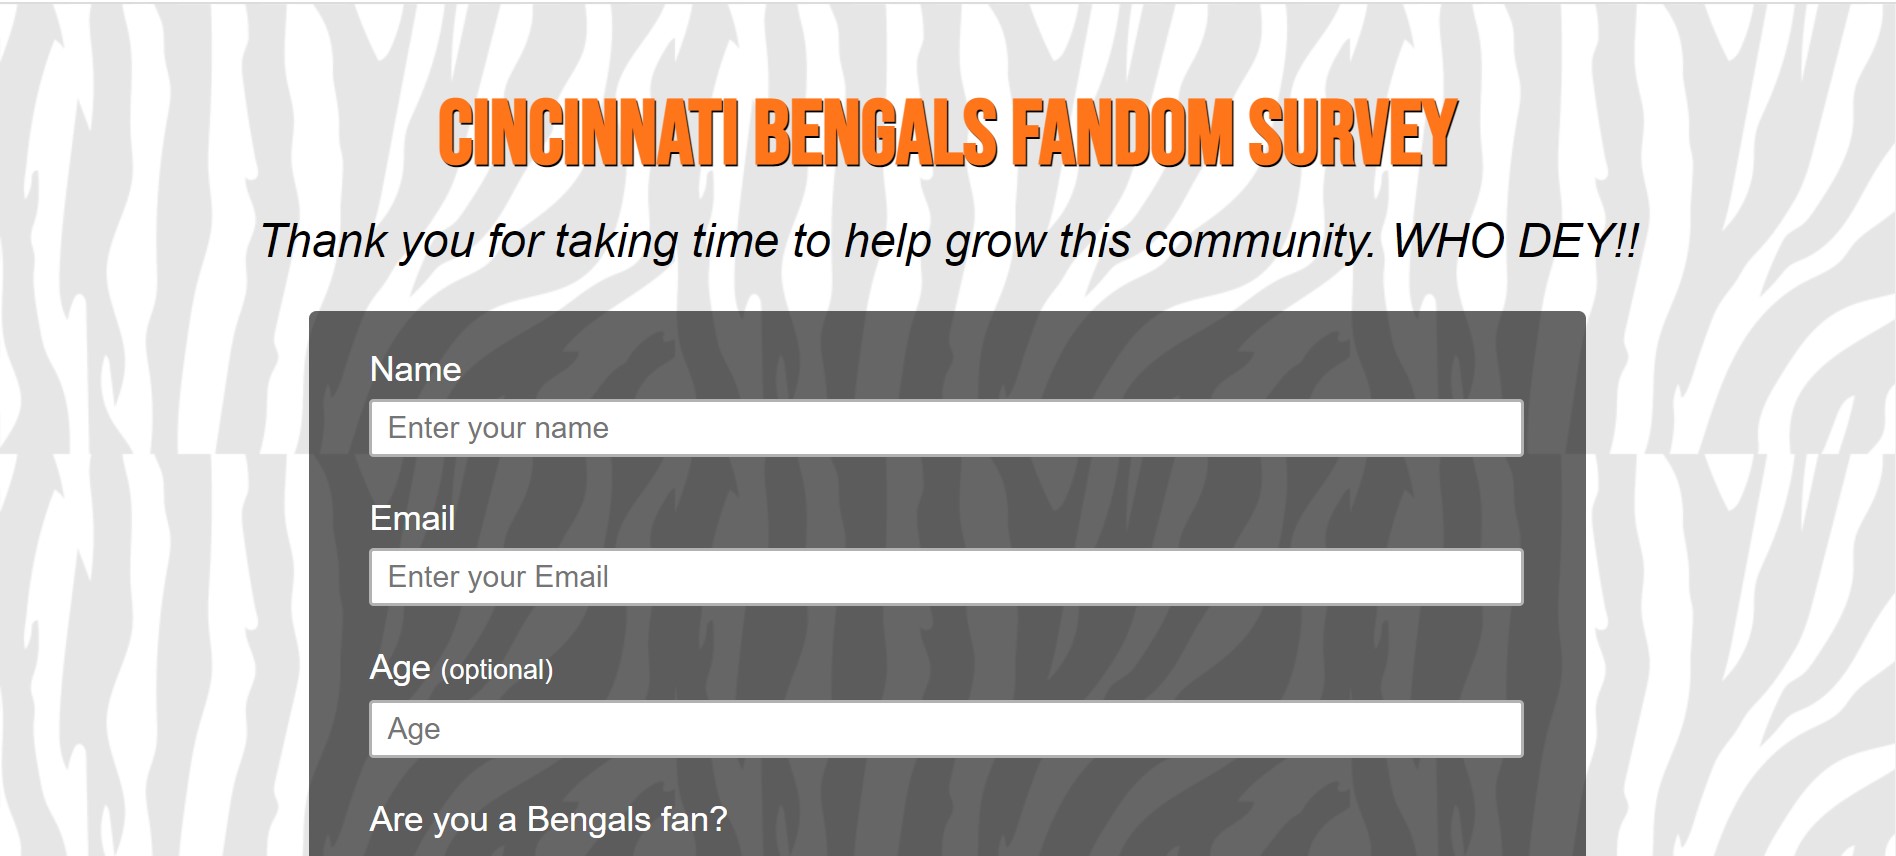 CINCINNATI BENGALS FANDOM SURVEY
Thank you for taking time to help grow this community. WHO DEY!!
Name
Enter your name
Email
Enter your Email
Age (optional)
Age
Are you a Bengals fan?